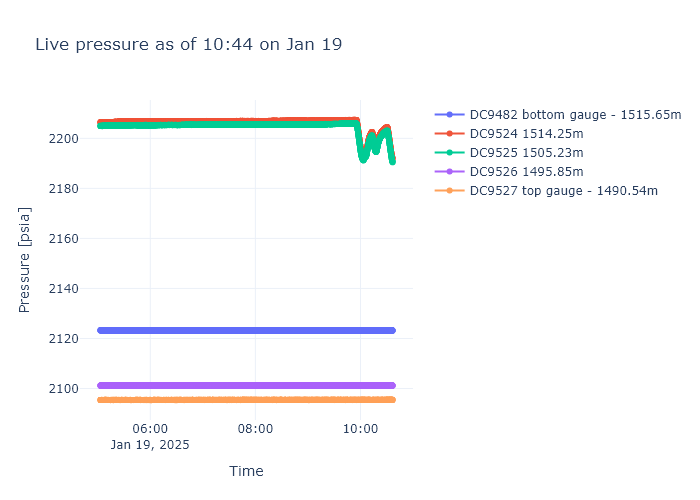 Live pressure as of 10:44 on Jan 19
DC9482 bottom gauge - 1515.65m
DC9524 1514.25m
DC9525 1505.23m
DC9526 1495.85m
DC9527 top gauge - 1490.54m
Pressure [psia]
2200
2180
2160
2140
2120
2100
06:00
08:00
10:00
Jan 19, 2025
Time